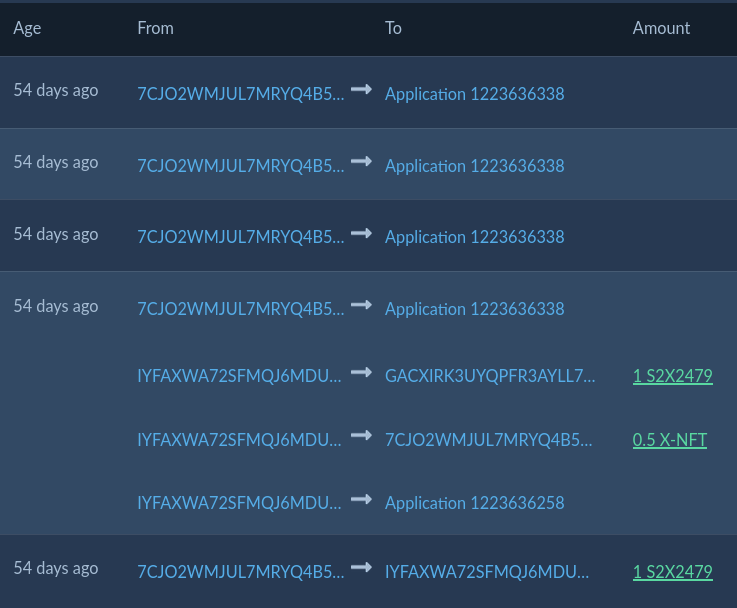 Age From To Amount
54 days ago 7CJO2WMJUL7MRYQ4B5... Application 1223636338
54 days ago 7CJO2WMJUL7MRYQ4B5... Application 1223636338
54 days ago 7CJO2WMJUL7MRYQ4B5... Application 1223636338
54 days ago 7CJO2WMJUL7MRYQ4B5... Application 1223636338
IYFAXWA72SFMQJ6MDU... GACXIRK3UYQPFR3AYLL7... 1 S2X2479
IYFAXWA72SFMQJ6MDU... 7CJO2WMJUL7MRYQ4B5... 0.5 X-NFT
IYFAXWA72SFMQJ6MDU... Application 1223636258
54 days ago 7CJO2WMJUL7MRYQ4B5... IYFAXWA72SFMQJ6MDU... 1 S2X2479